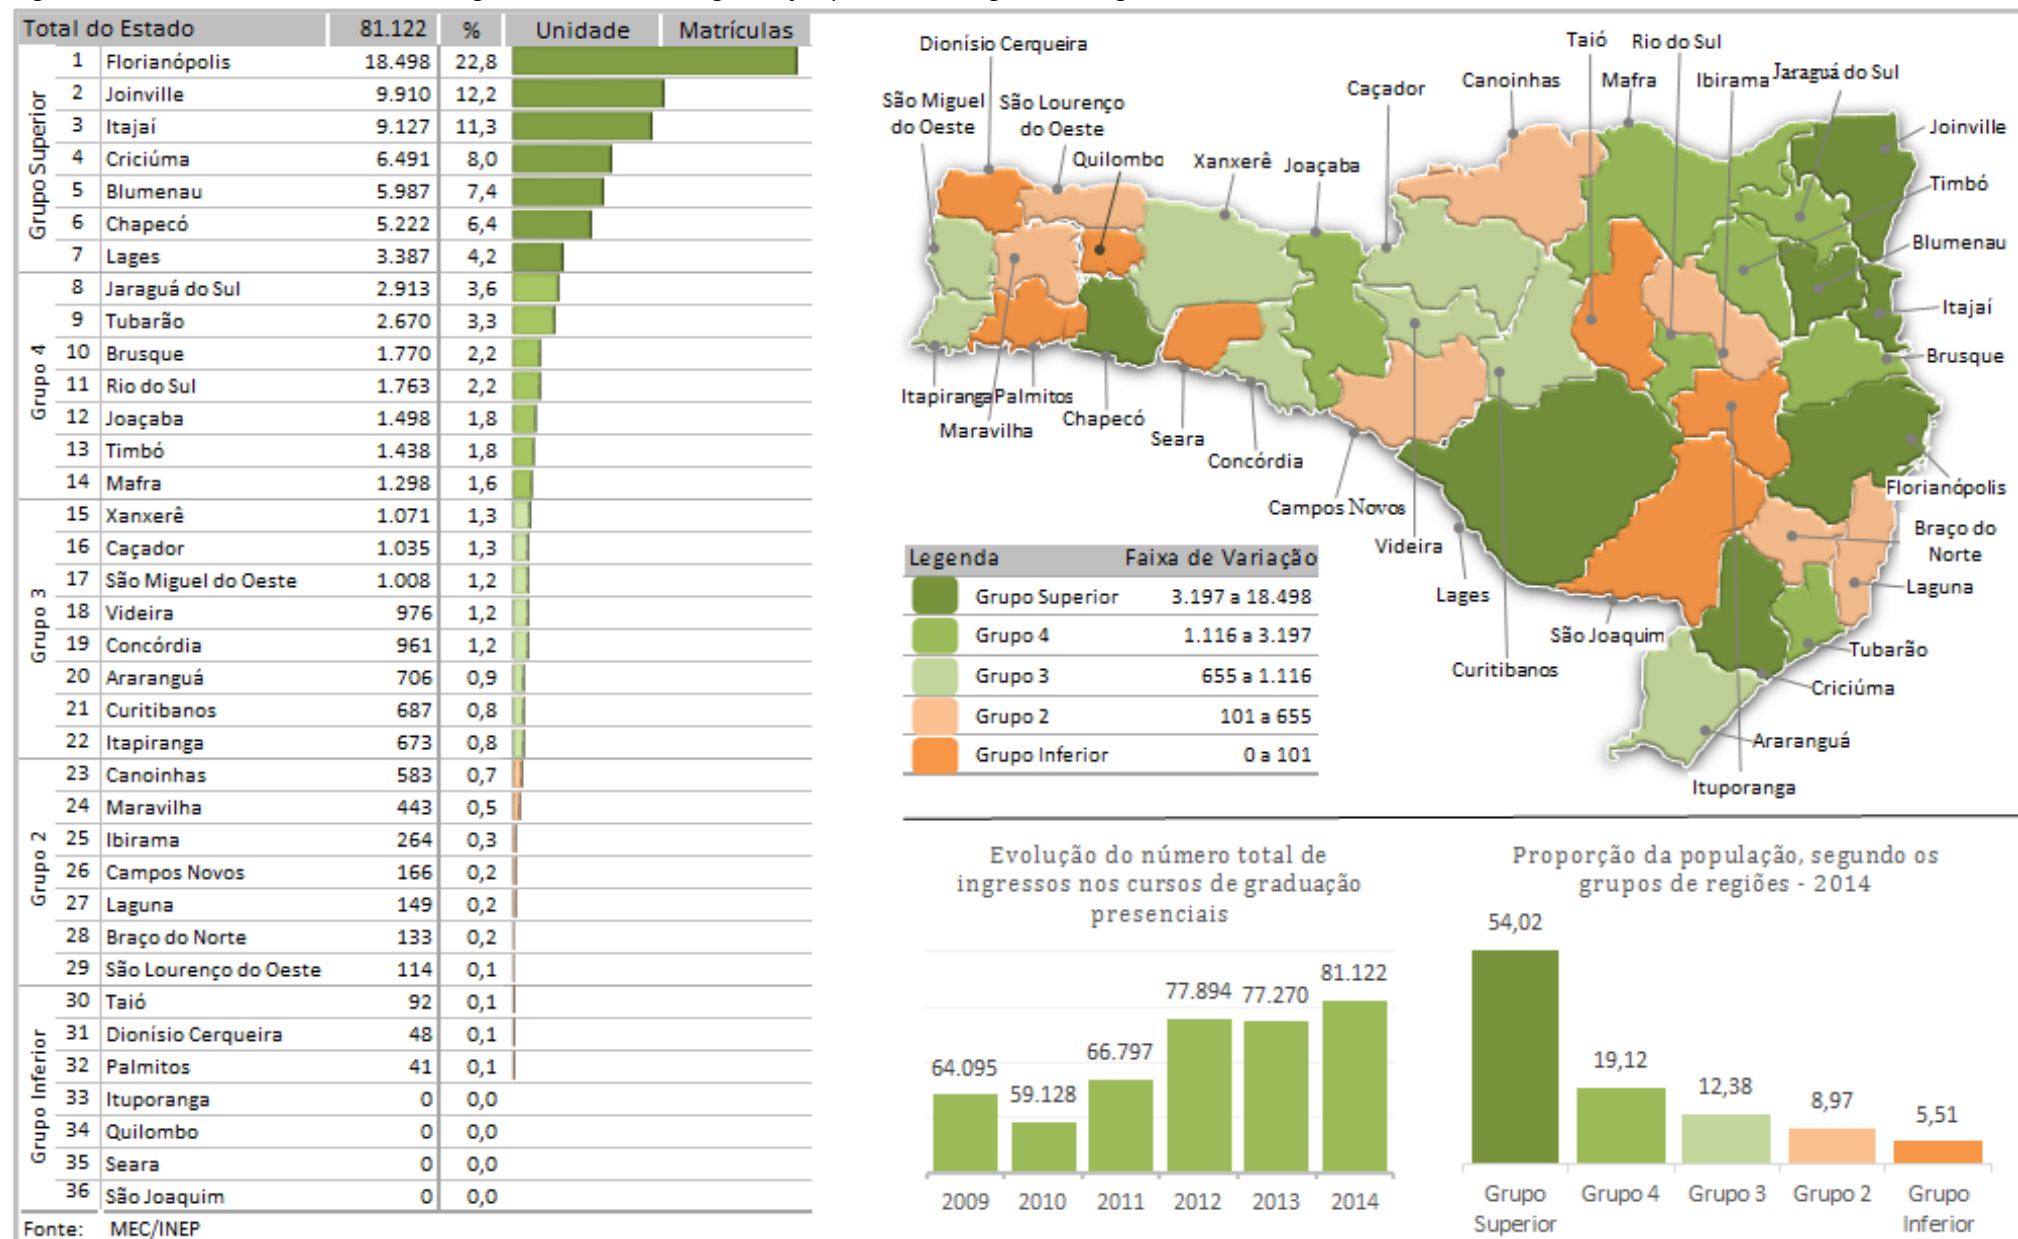 Total do Estado 81.122 % Unidade Matrículas
Grupo Superior
1 Florianópolis 18.498 22,8
2 Joinville 9.910 12,2
3 Itajaí 9.127 11,3
4 Criciúma 6.491 8,0
5 Blumenau 5.987 7,4
6 Chapecó 5.222 6,4
7 Lages 3.387 4,2
Grupo 4
8 Jaraguá do Sul 2.913 3,6
9 Tubarão 2.670 3,3
10 Brusque 1.770 2,2
11 Rio do Sul 1.763 2,2
12 Joaçaba 1.498 1,8
13 Timbó 1.438 1,8
14 Mafra 1.298 1,6
Grupo 3
15 Xanxerê 1.071 1,3
16 Caçador 1.035 1,3
17 São Miguel do Oeste 1.008 1,2
18 Videira 976 1,2
19 Concórdia 961 1,2
20 Araranguá 706 0,9
21 Curitibanos 687 0,8
22 Itapiranga 673 0,8
Grupo 2
23 Canoinhas 583 0,7
24 Maravilha 443 0,5
25 Ibirama 264 0,3
26 Campos Novos 166 0,2
27 Laguna 149 0,2
28 Braço do Norte 133 0,2
29 São Lourenço do Oeste 114 0,1
Grupo Inferior
30 Taió 92 0,1
31 Dionísio Cerqueira 48 0,1
32 Palmitos 41 0,1
33 Ituporanga 0 0,0
34 Quilombo 0 0,0
35 Seara 0 0,0
36 São Joaquim 0 0,0
Fonte: MEC/INEP
Dionísio Cerqueira
São Miguel
do Oeste
São Lourenço
do Oeste
Quilombo
Xanxerê
Joaçaba
Caçador
Canoinhas
Taió
Mafra
Rio do Sul
Ibirama
Jaraguá do Sul
Joinville
Timbó
Blumenau
Itajaí
Brusque
Florianópolis
Braço do
Norte
Laguna
Tubarão
Criciúma
Araranguá
Ituporanga
São Joaquim
Curitibanos
Lages
Videira
Campos Novos
Concórdia
Seara
Chapecó
Palmitos
Maravilha
Itapiranga
Legenda Faixa de Variação
Grupo Superior 3.197 a 18.498
Grupo 4 1.116 a 3.197
Grupo 3 655 a 1.116
Grupo 2 101 a 655
Grupo Inferior 0 a 101
Evolução do número total de
ingressos nos cursos de graduação
presenciais
64.095 59.128 66.797 77.894 77.270 81.122
2009 2010 2011 2012 2013 2014
Proporção da população, segundo os
grupos de regiões - 2014
54,02 19,12 12,38 8,97 5,51
Grupo Superior Grupo 4 Grupo 3 Grupo 2 Grupo Inferior